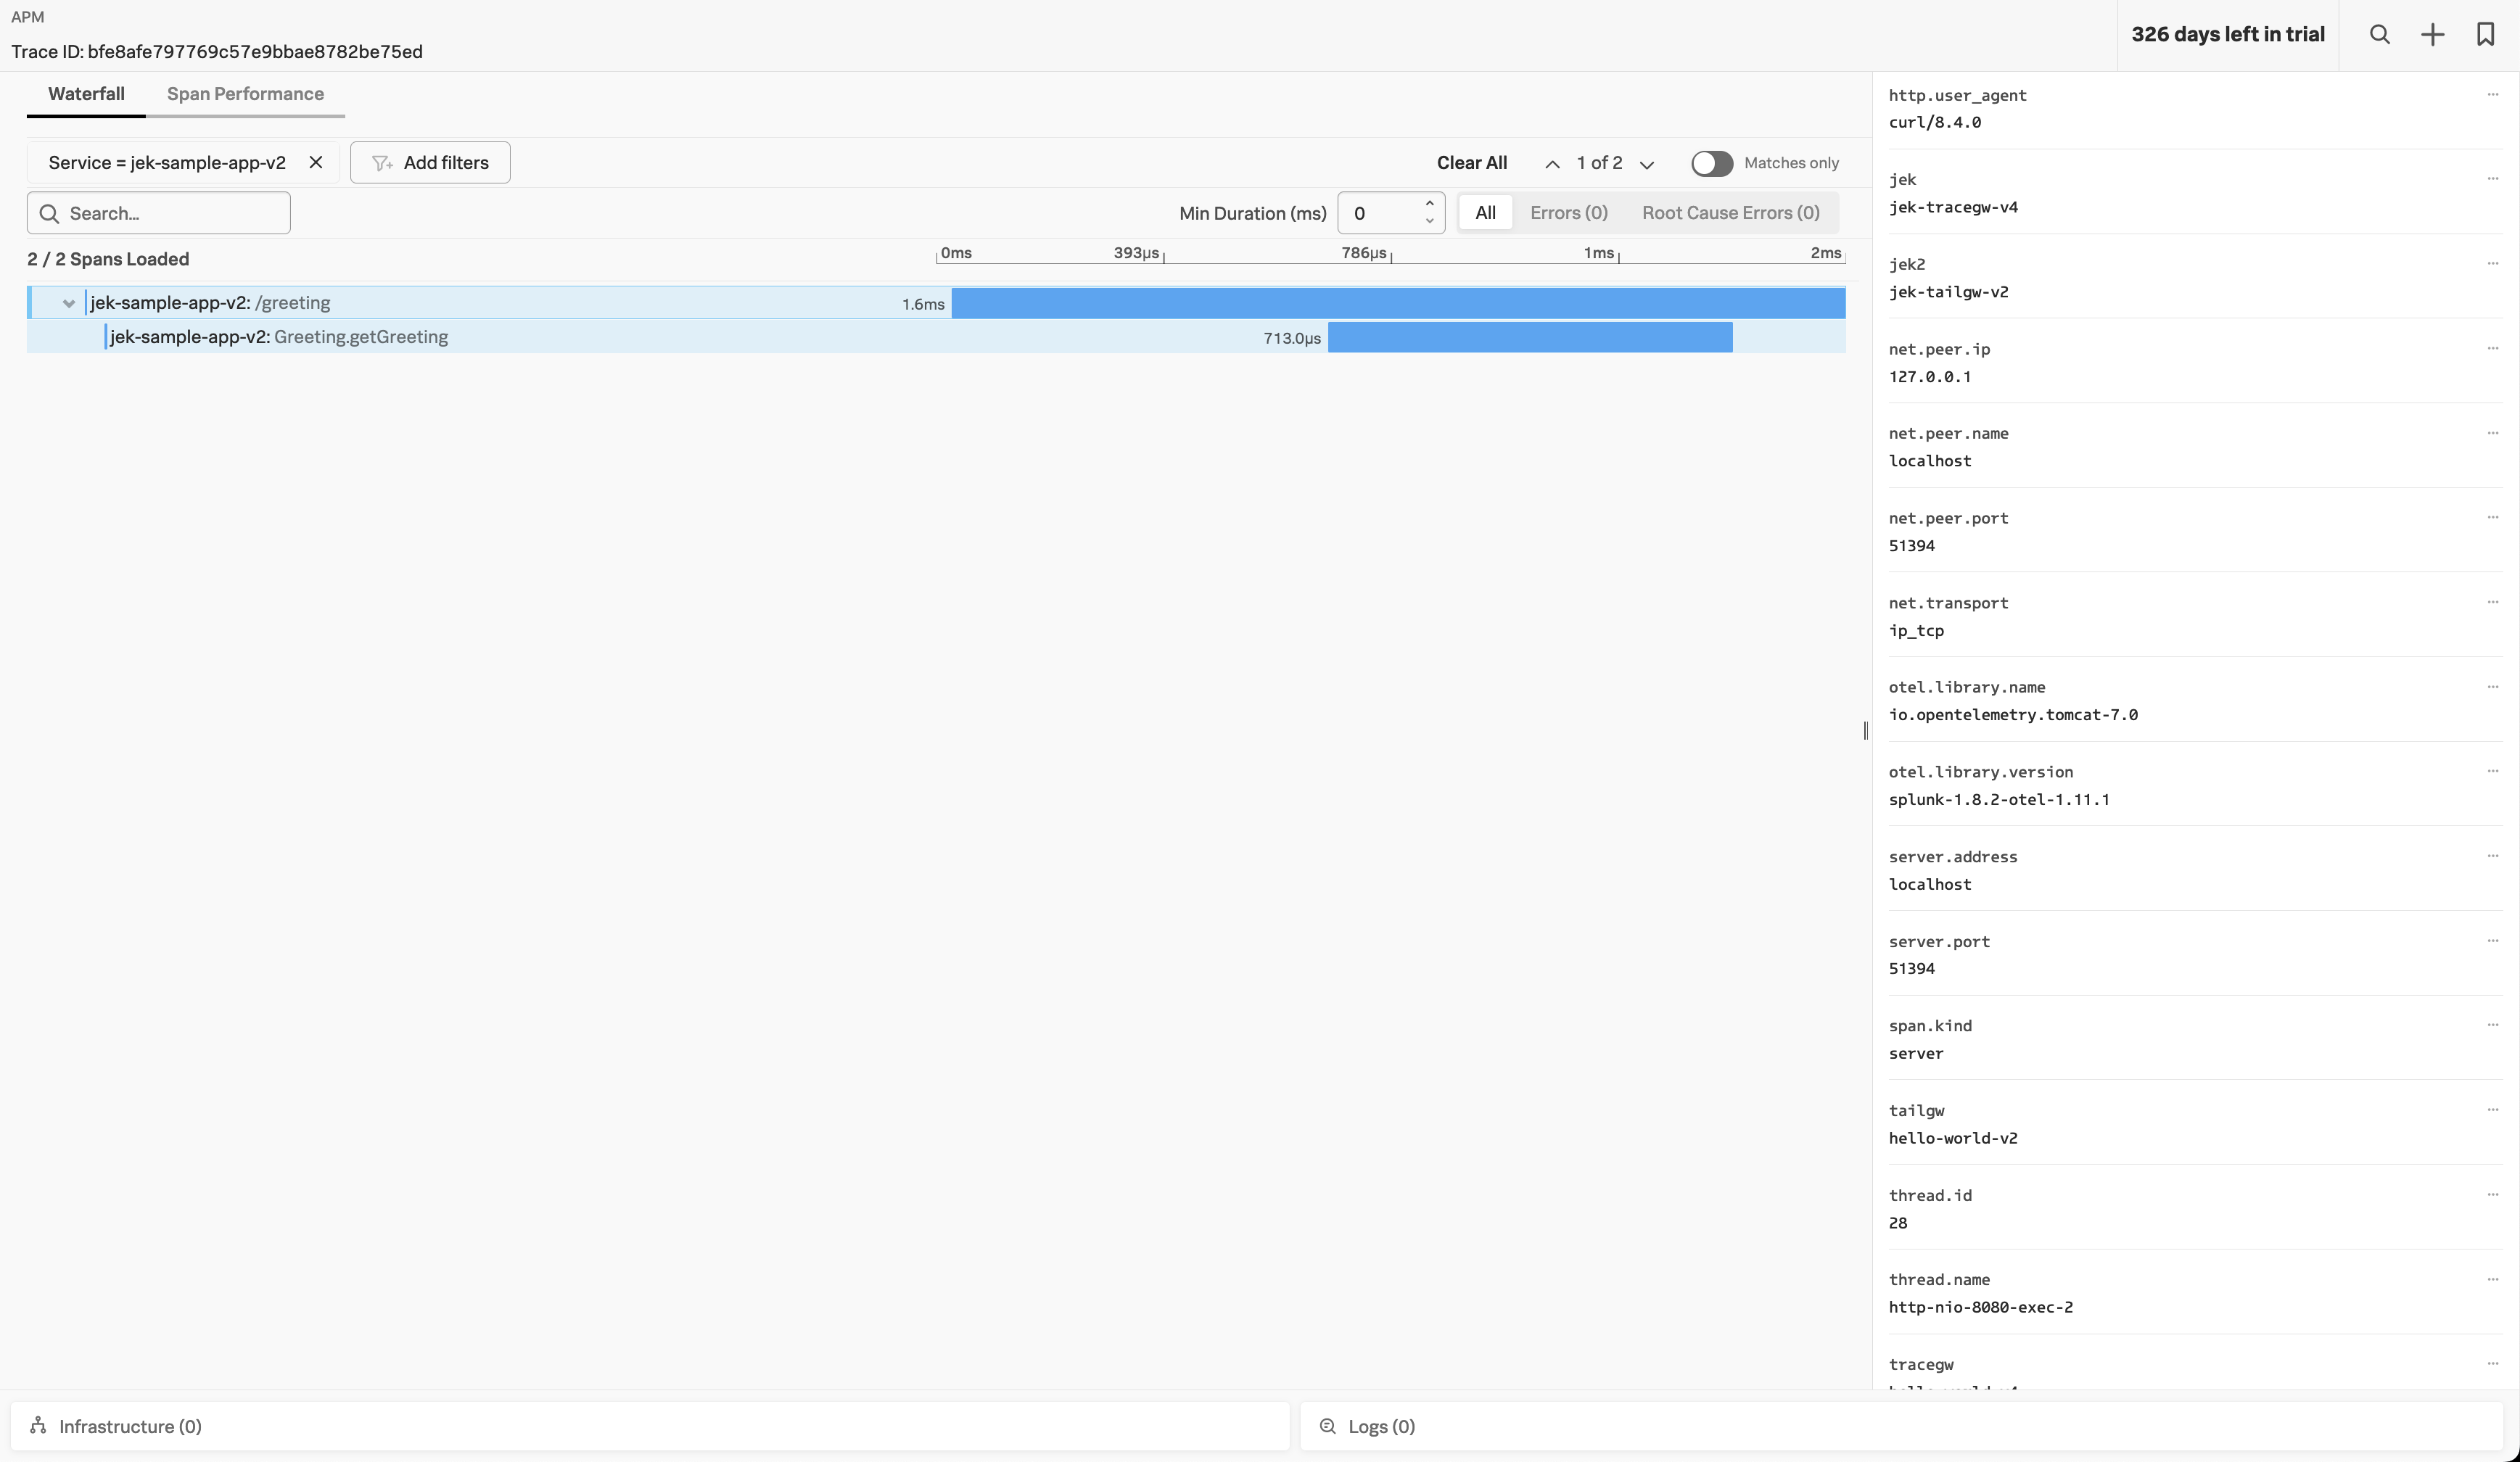 APM
Trace ID: bfe8afe797769c57e9bbae8782be75ed
326 days left in trial
Waterfall
Span Performance
Service = jek-sample-app-v2
Add filters
Clear All
1 of 2
Matches only
Search...
Min Duration (ms)
0
All
Errors (0)
Root Cause Errors (0)
2 / 2 Spans Loaded
0ms
393µs
786µs
1ms
2ms
jek-sample-app-v2: /greeting
1.6ms
jek-sample-app-v2: Greeting.getGreeting
713.0µs
http.user_agent
curl/8.4.0
jek
jek-tracegw-v4
jek2
jek-tailgw-v2
net.peer.ip
127.0.0.1
net.peer.name
localhost
net.peer.port
51394
net.transport
ip_tcp
otel.library.name
io.opentelemetry.tomcat-7.0
otel.library.version
splunk-1.8.2-otel-1.11.1
server.address
localhost
server.port
51394
span.kind
server
tailgw
hello-world-v2
thread.id
28
thread.name
http-nio-8080-exec-2
tracegw
Infrastructure (0)
Logs (0)